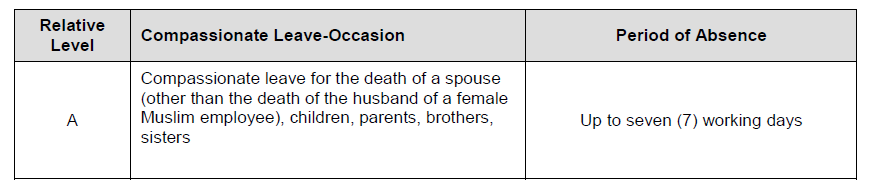 Relative
Level
Compassionate Leave-Occasion
Period of Absence
A
Compassionate leave for the death of a spouse
(other than the death of the husband of a female
Muslim employee), children, parents, brothers,
sisters
Up to seven (7) working days